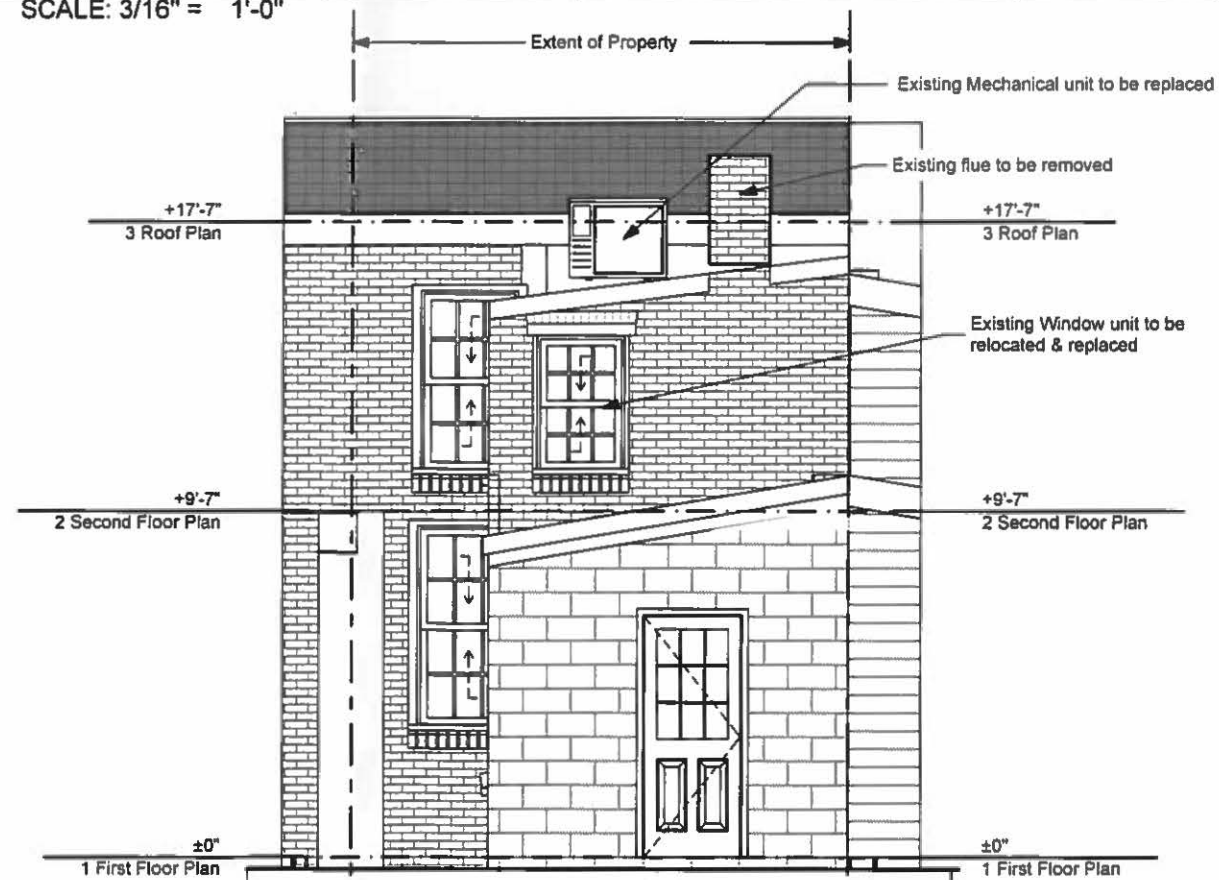 SCALE: 3/16" = 1'-0"
Extent of Property
Existing Mechanical unit to be replaced
Existing flue to be removed
+17'-7"
3 Roof Plan
+17'-7"
3 Roof Plan
Existing Window unit to be
relocated & replaced
+9'-7"
2 Second Floor Plan
+9'-7"
2 Second Floor Plan
±0"
1 First Floor Plan
±0"
1 First Floor Plan